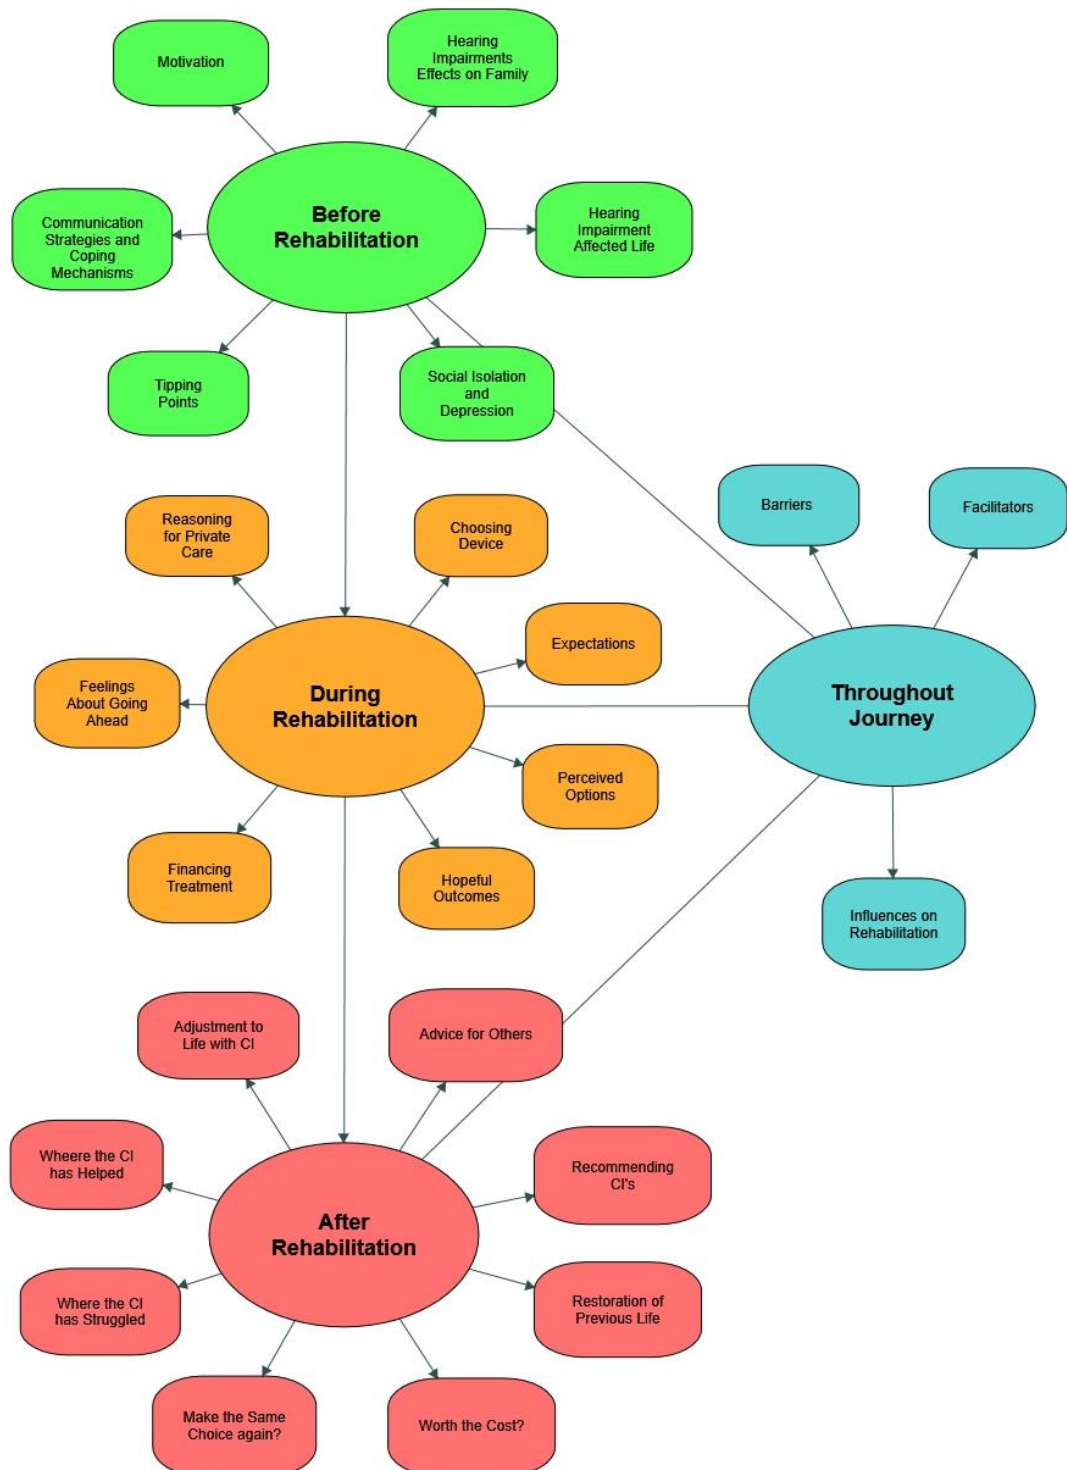 Motivation
Hearing
Impairments
Effects on Family
Before
Rehabilitation
Communication
Strategies and
Coping
Mechanisms
Hearing
Impairment
Affected Life
Tipping
Points
Social Isolation
and
Depression
Reasoning
for Private
Care
Choosing
Device
Barriers
Facilitators
Expectations
Feelings
About Going
Ahead
During
Rehabilitation
Throughout
Journey
Perceived
Options
Financing
Treatment
Hopeful
Outcomes
Influences on
Rehabilitation
Adjustment to
Life with CI
Advice for Others
Wheere the CI
has Helped
Recommending
CI's
After
Rehabilitation
Where the CI
has Struggled
Restoration of
Previous Life
Make the Same
Choice again?
Worth the Cost?